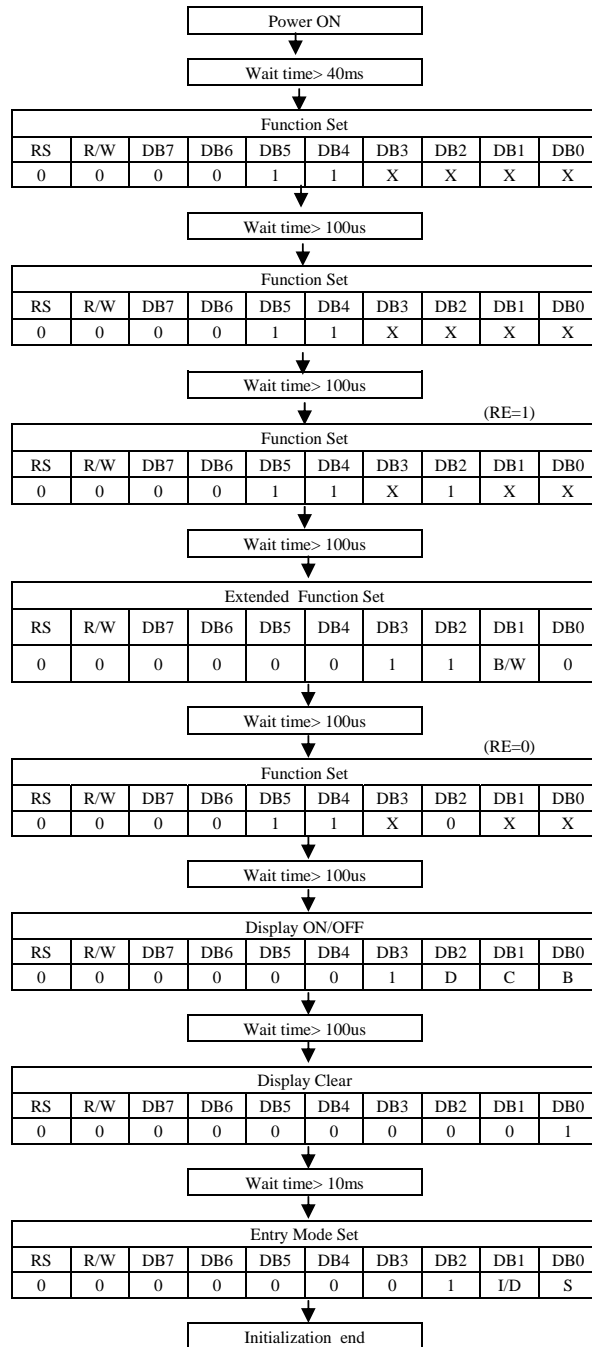 Power ON
Wait time> 40ms
Function Set
RS R/W DB7 DB6 DB5 DB4 DB3 DB2 DB1 DB0
0 0 0 0 1 1 X X X X
Wait time> 100us
Function Set
RS R/W DB7 DB6 DB5 DB4 DB3 DB2 DB1 DB0
0 0 0 0 1 1 X X X X
Wait time> 100us
(RE=1)
Function Set
RS R/W DB7 DB6 DB5 DB4 DB3 DB2 DB1 DB0
0 0 0 0 1 1 X 1 X X
Wait time> 100us
Extended Function Set
RS R/W DB7 DB6 DB5 DB4 DB3 DB2 DB1 DB0
0 0 0 0 0 0 1 1 B/W 0
Wait time> 100us
(RE=0)
Function Set
RS R/W DB7 DB6 DB5 DB4 DB3 DB2 DB1 DB0
0 0 0 0 1 1 X 0 X X
Wait time> 100us
Display ON/OFF
RS R/W DB7 DB6 DB5 DB4 DB3 DB2 DB1 DB0
0 0 0 0 0 0 1 D C B
Wait time> 100us
Display Clear
RS R/W DB7 DB6 DB5 DB4 DB3 DB2 DB1 DB0
0 0 0 0 0 0 0 0 0 1
Wait time> 10ms
Entry Mode Set
RS R/W DB7 DB6 DB5 DB4 DB3 DB2 DB1 DB0
0 0 0 0 0 0 0 1 I/D S
Initialization end